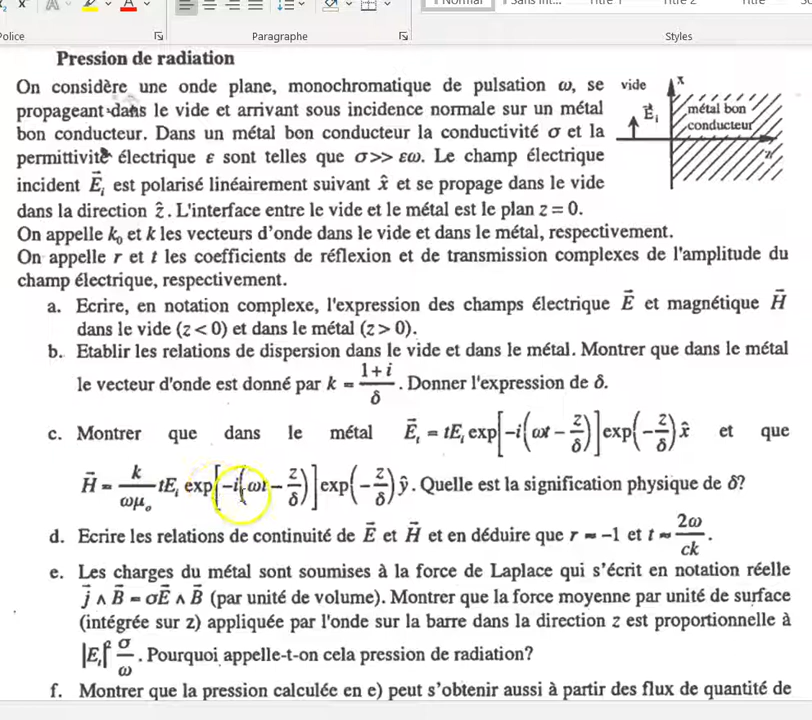 Police
Paragraphe
Styles
Pression de radiation
On considère une onde plane, monochromatique de pulsation ω, se
propageant dans le vide et arrivant sous incidence normale sur un métal
bon conducteur. Dans un métal bon conducteur la conductivité σ et la
permittivité électrique ε sont telles que σ>> εω. Le champ électrique
incident E⃗ᵢ est polarisé linéairement suivant x̂ et se propage dans le vide
dans la direction ẑ. L'interface entre le vide et le métal est le plan z = 0.
vide
x
métal bon
conducteur
E⃗ᵢ
z
On appelle k₀ et k les vecteurs d'onde dans le vide et dans le métal, respectivement.
On appelle r et t les coefficients de réflexion et de transmission complexes de l'amplitude du
champ électrique, respectivement.
a. Ecrire, en notation complexe, l'expression des champs électrique E⃗ et magnétique H⃗
dans le vide (z < 0) et dans le métal (z > 0).
b. Etablir les relations de dispersion dans le vide et dans le métal. Montrer que dans le métal
le vecteur d'onde est donné par k = (1+i)/δ. Donner l'expression de δ.
c. Montrer que dans le métal E⃗ₜ = tEᵢ exp[−i(ωt − z/δ)]exp(−z/δ)x̂ et que
H⃗ = k/(ωμₒ) tEᵢ exp[−i(ωt − z/δ)]exp(−z/δ)ŷ. Quelle est la signification physique de δ?
d. Ecrire les relations de continuité de E⃗ et H⃗ et en déduire que r ≈ −1 et t ≈ 2ω/(ck).
e. Les charges du métal sont soumises à la force de Laplace qui s'écrit en notation réelle
j⃗ ∧ B⃗ = σE⃗ ∧ B⃗ (par unité de volume). Montrer que la force moyenne par unité de surface
(intégrée sur z) appliquée par l'onde sur la barre dans la direction z est proportionnelle à
|Eᵢ|² σ/ω. Pourquoi appelle-t-on cela pression de radiation?
f. Montrer que la pression calculée en e) peut s'obtenir aussi à partir des flux de quantité de